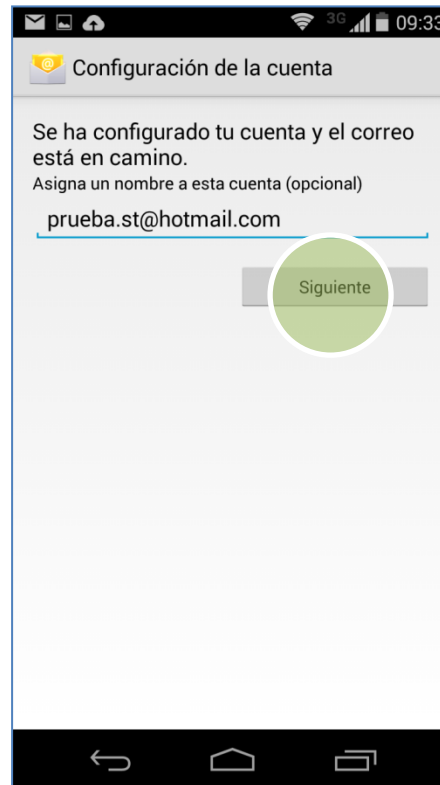 3G 09:33
Configuración de la cuenta
Se ha configurado tu cuenta y el correo
está en camino.
Asigna un nombre a esta cuenta (opcional)
prueba.st@hotmail.com
Siguiente